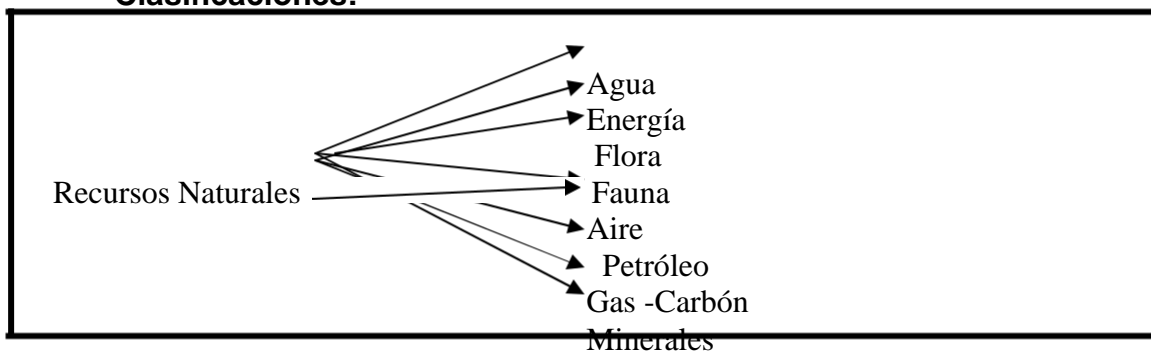 Clasificaciones:
Agua
Energía
Flora
Recursos Naturales
Fauna
Aire
Petróleo
Gas -Carbón
Minerales